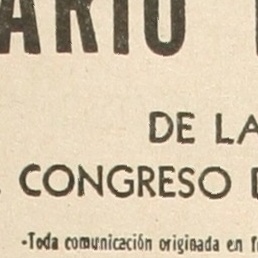 ARIO
DE LA
CONGRESO D
-Toda comunicación originada en